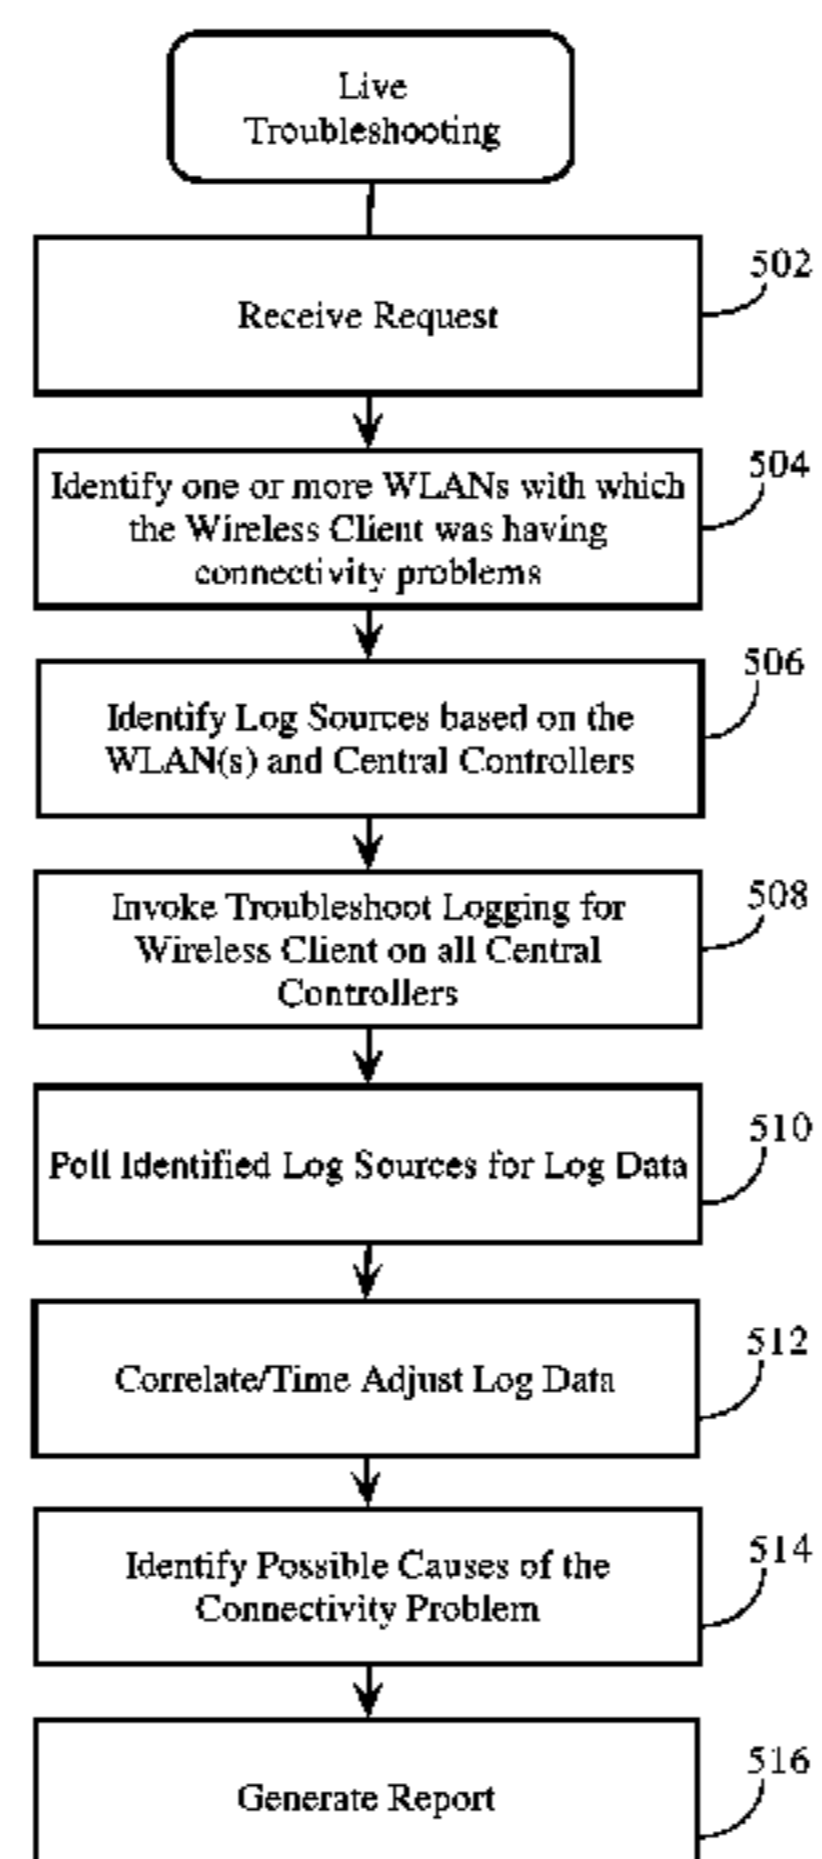 Live
Troubleshooting
502
Receive Request
504
Identify one or more WLANs with which
the Wireless Client was having
connectivity problems
506
Identify Log Sources based on the
WLAN(s) and Central Controllers
508
Invoke Troubleshoot Logging for
Wireless Client on all Central
Controllers
510
Poll Identified Log Sources for Log Data
512
Correlate/Time Adjust Log Data
514
Identify Possible Causes of the
Connectivity Problem
516
Generate Report